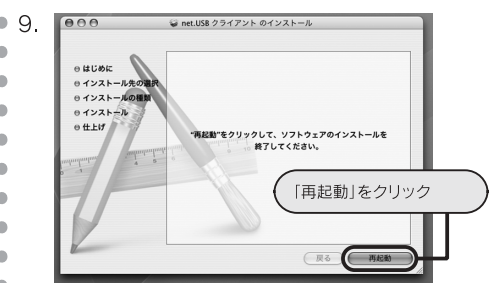 9.
net.USB クライアント のインストール
はじめに
インストール先の選択
インストールの種類
インストール
仕上げ
"再起動"をクリックして、ソフトウェアのインストールを
終了してください。
「再起動」をクリック
戻る
再起動